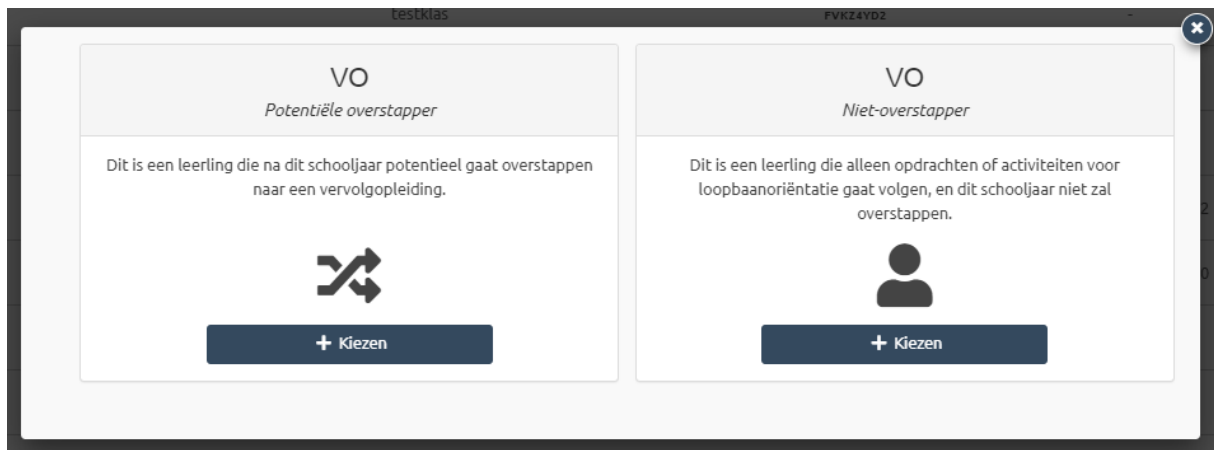 testklas FVKZ4YD2 -
VO
Potentiële overstapper
Dit is een leerling die na dit schooljaar potentieel gaat overstappen
naar een vervolgopleiding.
+ Kiezen
VO
Niet-overstapper
Dit is een leerling die alleen opdrachten of activiteiten voor
loopbaanoriëntatie gaat volgen, en dit schooljaar niet zal
overstappen.
+ Kiezen
2
0